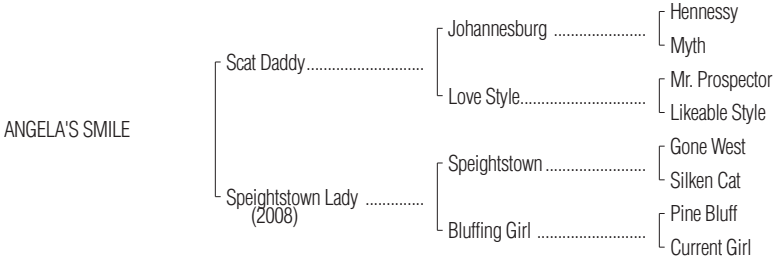 Hennessy
Johannesburg ......................
Myth
Scat Daddy............................
Mr. Prospector
Love Style..............................
Likeable Style
ANGELA'S SMILE
Gone West
Speightstown ........................
Silken Cat
Speightstown Lady ..............
(2008)
Pine Bluff
Bluffing Girl ..........................
Current Girl